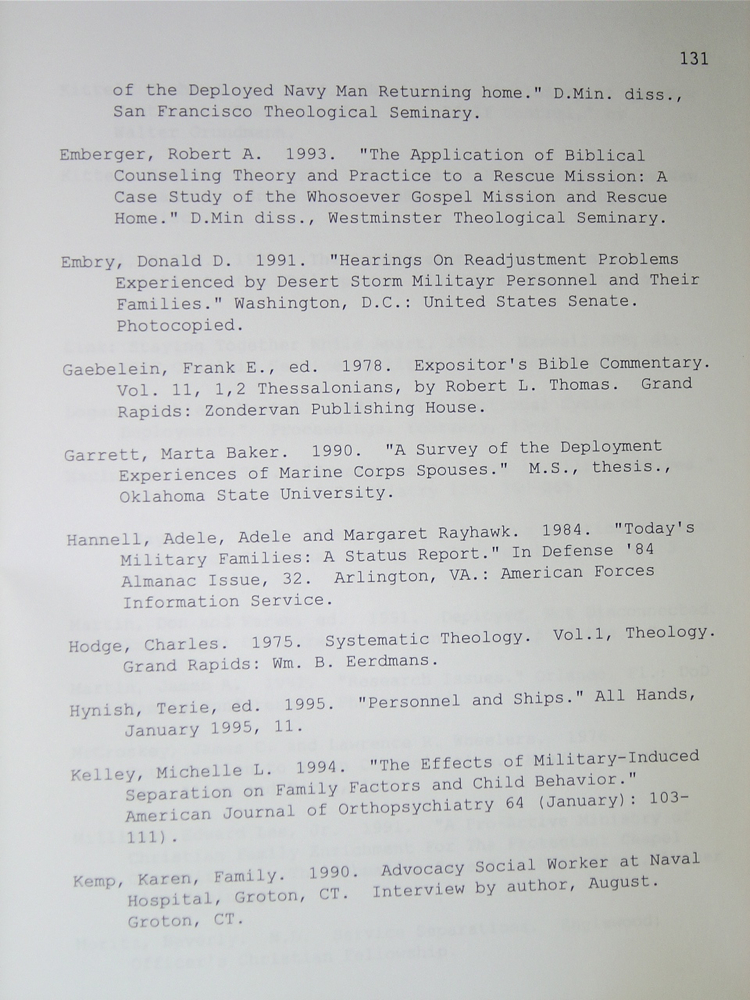 131
of the Deployed Navy Man Returning home." D.Min. diss.,
San Francisco Theological Seminary.
Emberger, Robert A. 1993. "The Application of Biblical
Counseling Theory and Practice to a Rescue Mission: A
Case Study of the Whosoever Gospel Mission and Rescue
Home." D.Min diss., Westminster Theological Seminary.
Embry, Donald D. 1991. "Hearings On Readjustment Problems
Experienced by Desert Storm Militayr Personnel and Their
Families." Washington, D.C.: United States Senate.
Photocopied.
Gaebelein, Frank E., ed. 1978. Expositor's Bible Commentary.
Vol. 11, 1,2 Thessalonians, by Robert L. Thomas. Grand
Rapids: Zondervan Publishing House.
Garrett, Marta Baker. 1990. "A Survey of the Deployment
Experiences of Marine Corps Spouses." M.S., thesis.,
Oklahoma State University.
Hannell, Adele, Adele and Margaret Rayhawk. 1984. "Today's
Military Families: A Status Report." In Defense '84
Almanac Issue, 32. Arlington, VA.: American Forces
Information Service.
Hodge, Charles. 1975. Systematic Theology. Vol.1, Theology.
Grand Rapids: Wm. B. Eerdmans.
Hynish, Terie, ed. 1995. "Personnel and Ships." All Hands,
January 1995, 11.
Kelley, Michelle L. 1994. "The Effects of Military-Induced
Separation on Family Factors and Child Behavior."
American Journal of Orthopsychiatry 64 (January): 103-
111).
Kemp, Karen, Family. 1990. Advocacy Social Worker at Naval
Hospital, Groton, CT. Interview by author, August.
Groton, CT.